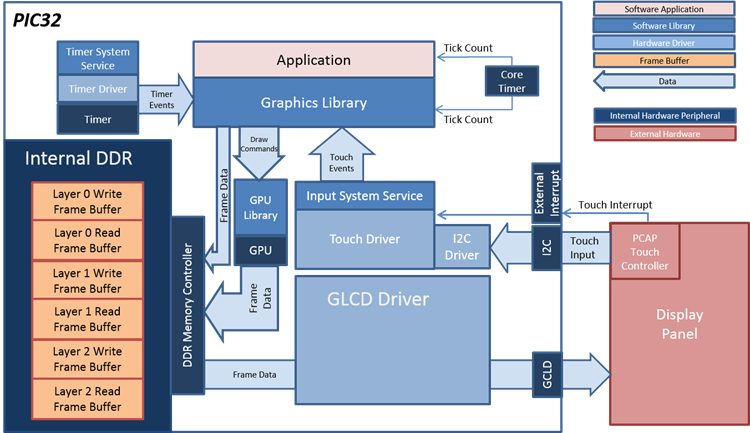 PIC32
Timer System
Service
Timer Driver
Timer
Timer
Events
Application
Graphics Library
Tick Count
Core
Timer
Tick Count
Software Application
Software Library
Hardware Driver
Frame Buffer
Data
Internal Hardware Peripheral
External Hardware
Internal DDR
Layer 0 Write
Frame Buffer
Layer 0 Read
Frame Buffer
Layer 1 Write
Frame Buffer
Layer 1 Read
Frame Buffer
Layer 2 Write
Frame Buffer
Layer 2 Read
Frame Buffer
DDR Memory Controller
Frame Data
Draw
Commands
GPU
Library
GPU
Frame
Data
Touch
Events
Input System Service
Touch Driver
I2C
Driver
External
Interrupt
Touch Interrupt
I2C
Touch
Input
PCAP
Touch
Controller
Display
Panel
GLCD Driver
Frame Data
GCLD